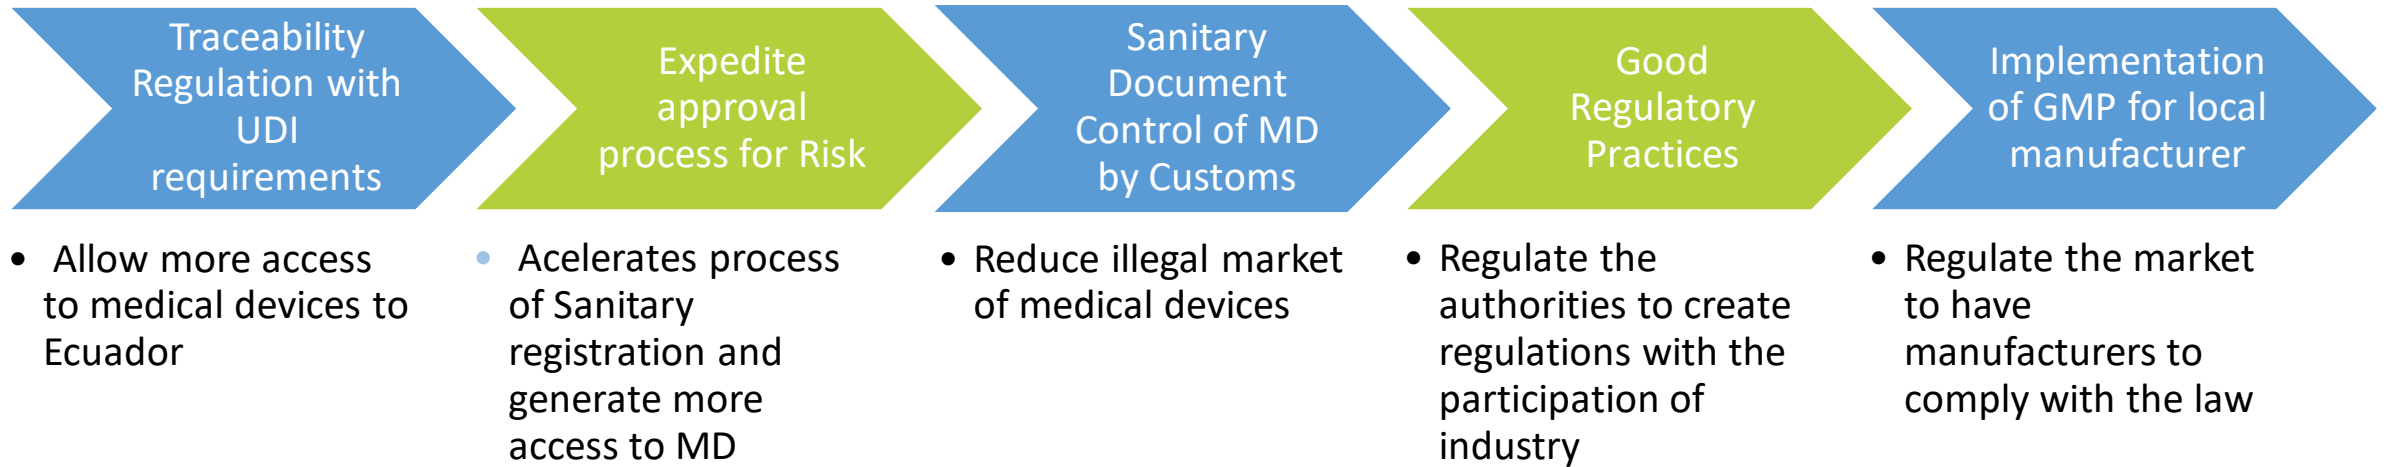 Traceability
Regulation with
UDI
requirements
Expedite
approval
process for Risk
Sanitary
Document
Control of MD
by Customs
Good
Regulatory
Practices
Implementation
of GMP for local
manufacturer
• Allow more access
to medical devices to
Ecuador
• Acelerates process
of Sanitary
registration and
generate more
access to MD
• Reduce illegal market
of medical devices
• Regulate the
authorities to create
regulations with the
participation of
industry
• Regulate the market
to have
manufacturers to
comply with the law